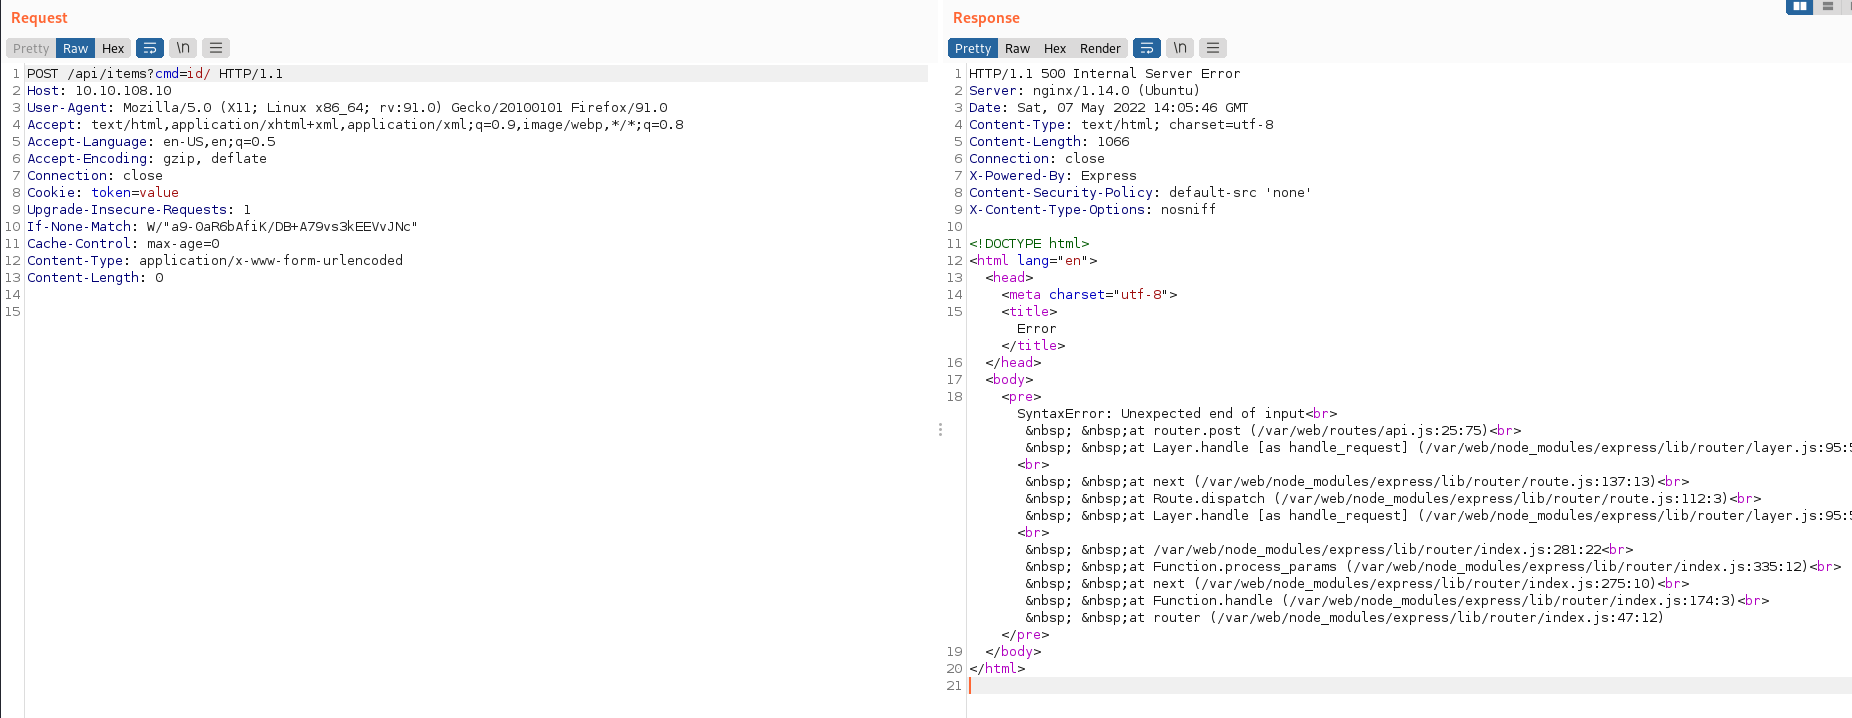 Request
Pretty Raw Hex \n
1 POST /api/items?cmd=id/ HTTP/1.1
2 Host: 10.10.108.10
3 User-Agent: Mozilla/5.0 (X11; Linux x86_64; rv:91.0) Gecko/20100101 Firefox/91.0
4 Accept: text/html,application/xhtml+xml,application/xml;q=0.9,image/webp,*/*;q=0.8
5 Accept-Language: en-US,en;q=0.5
6 Accept-Encoding: gzip, deflate
7 Connection: close
8 Cookie: token=value
9 Upgrade-Insecure-Requests: 1
10 If-None-Match: W/"a9-0aR6bAfiK/DB+A79vs3kEEVvJNc"
11 Cache-Control: max-age=0
12 Content-Type: application/x-www-form-urlencoded
13 Content-Length: 0
14
15
Response
Pretty Raw Hex Render \n
1 HTTP/1.1 500 Internal Server Error
2 Server: nginx/1.14.0 (Ubuntu)
3 Date: Sat, 07 May 2022 14:05:46 GMT
4 Content-Type: text/html; charset=utf-8
5 Content-Length: 1066
6 Connection: close
7 X-Powered-By: Express
8 Content-Security-Policy: default-src 'none'
9 X-Content-Type-Options: nosniff
10
11 <!DOCTYPE html>
12 <html lang="en">
13 <head>
14 <meta charset="utf-8">
15 <title>
Error
</title>
16 </head>
17 <body>
18 <pre>
SyntaxError: Unexpected end of input<br>
&nbsp; &nbsp;at router.post (/var/web/routes/api.js:25:75)<br>
&nbsp; &nbsp;at Layer.handle [as handle_request] (/var/web/node_modules/express/lib/router/layer.js:95:5
<br>
&nbsp; &nbsp;at next (/var/web/node_modules/express/lib/router/route.js:137:13)<br>
&nbsp; &nbsp;at Route.dispatch (/var/web/node_modules/express/lib/router/route.js:112:3)<br>
&nbsp; &nbsp;at Layer.handle [as handle_request] (/var/web/node_modules/express/lib/router/layer.js:95:5
<br>
&nbsp; &nbsp;at /var/web/node_modules/express/lib/router/index.js:281:22<br>
&nbsp; &nbsp;at Function.process_params (/var/web/node_modules/express/lib/router/index.js:335:12)<br>
&nbsp; &nbsp;at next (/var/web/node_modules/express/lib/router/index.js:275:10)<br>
&nbsp; &nbsp;at Function.handle (/var/web/node_modules/express/lib/router/index.js:174:3)<br>
&nbsp; &nbsp;at router (/var/web/node_modules/express/lib/router/index.js:47:12)
</pre>
19 </body>
20 </html>
21